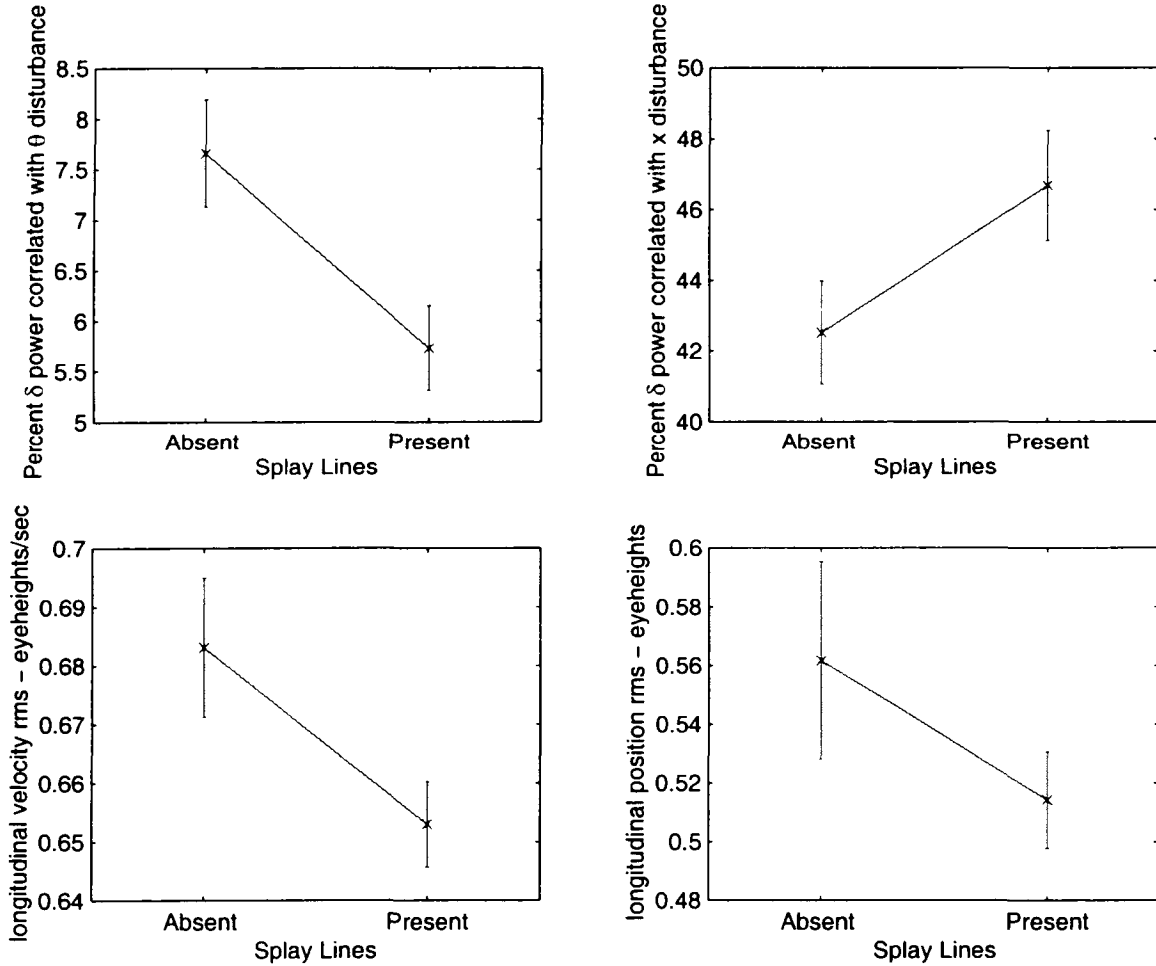 Percent δ power correlated with θ disturbance
8.5
8
7.5
7
6.5
6
5.5
5
Absent
Present
Splay Lines
Percent δ power correlated with x disturbance
50
48
46
44
42
40
Absent
Present
Splay Lines
longitudinal velocity rms – eyeheights/sec
0.7
0.69
0.68
0.67
0.66
0.65
0.64
Absent
Present
Splay Lines
longitudinal position rms – eyeheights
0.6
0.58
0.56
0.54
0.52
0.5
0.48
Absent
Present
Splay Lines